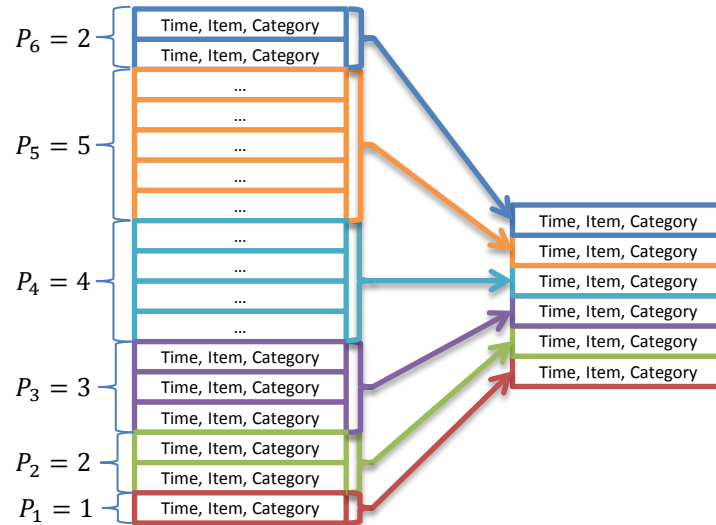 P₆ = 2
Time, Item, Category
Time, Item, Category
P₅ = 5
...
...
...
...
...
P₄ = 4
...
...
...
...
P₃ = 3
Time, Item, Category
Time, Item, Category
Time, Item, Category
P₂ = 2
Time, Item, Category
Time, Item, Category
P₁ = 1
Time, Item, Category
Time, Item, Category
Time, Item, Category
Time, Item, Category
Time, Item, Category
Time, Item, Category
Time, Item, Category